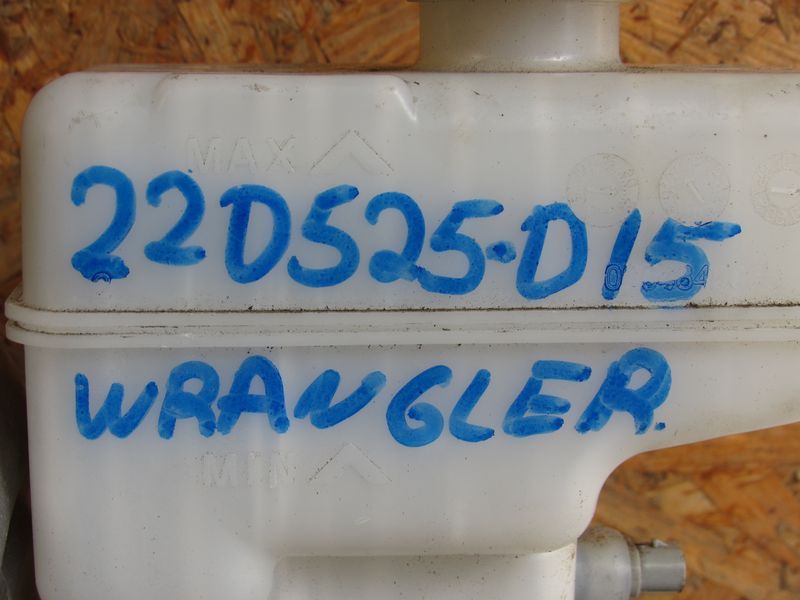 MAX
22D525-D15
WRANGLER.
MIN